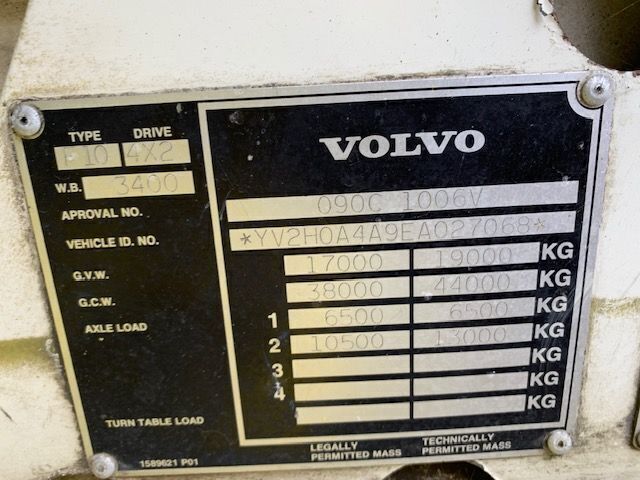 VOLVO
TYPE DRIVE
F10 4X2
W.B. 3400
APROVAL NO. 090C 1006V
VEHICLE ID. NO. *YV2H0A4A9EA027068*
G.V.W. 17000 19000 KG
G.C.W. 38000 44000 KG
AXLE LOAD 1 6500 6500 KG
2 10500 13000 KG
3 KG
4 KG
TURN TABLE LOAD KG
LEGALLY PERMITTED MASS TECHNICALLY PERMITTED MASS
1589621 P01